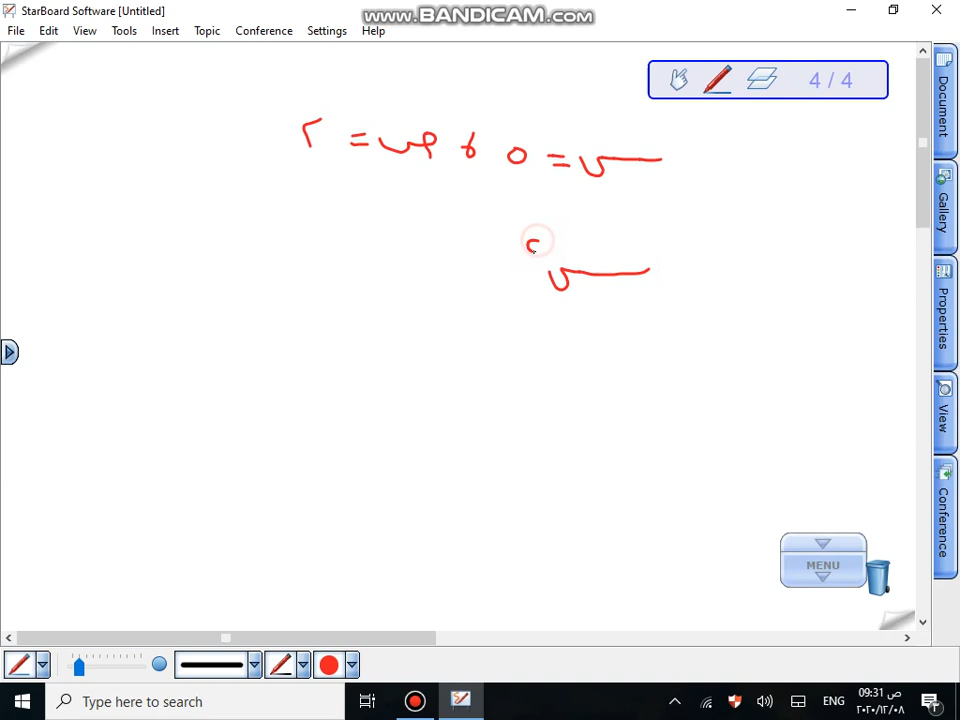 StarBoard Software [Untitled]
www.BANDICAM.com
File Edit View Tools Insert Topic Conference Settings Help
4 / 4
Document
Gallery
Properties
View
Conference
س = ٥
= ٢
س
MENU
Type here to search
ENG
09:31 ص
٢٠٢٠/١٢/٠٨